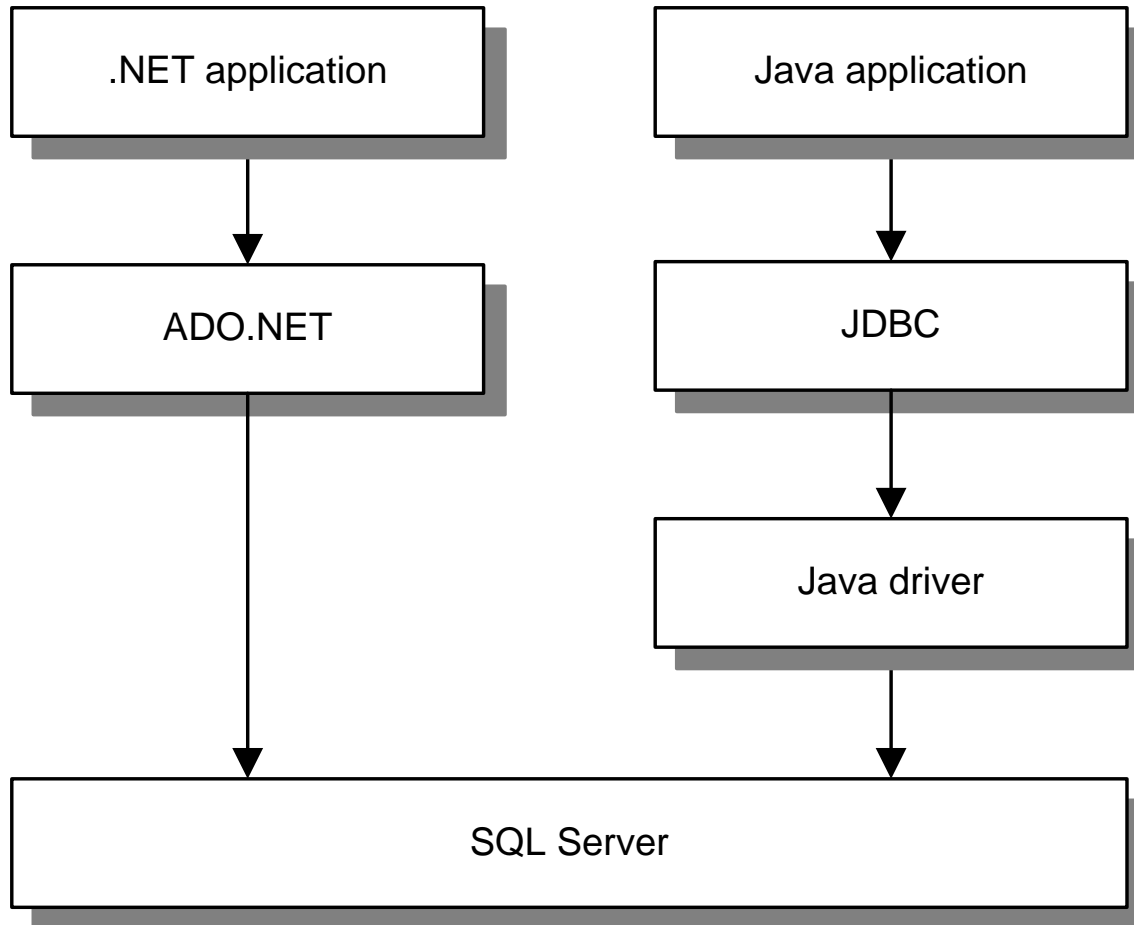 .NET application
Java application
ADO.NET
JDBC
Java driver
SQL Server